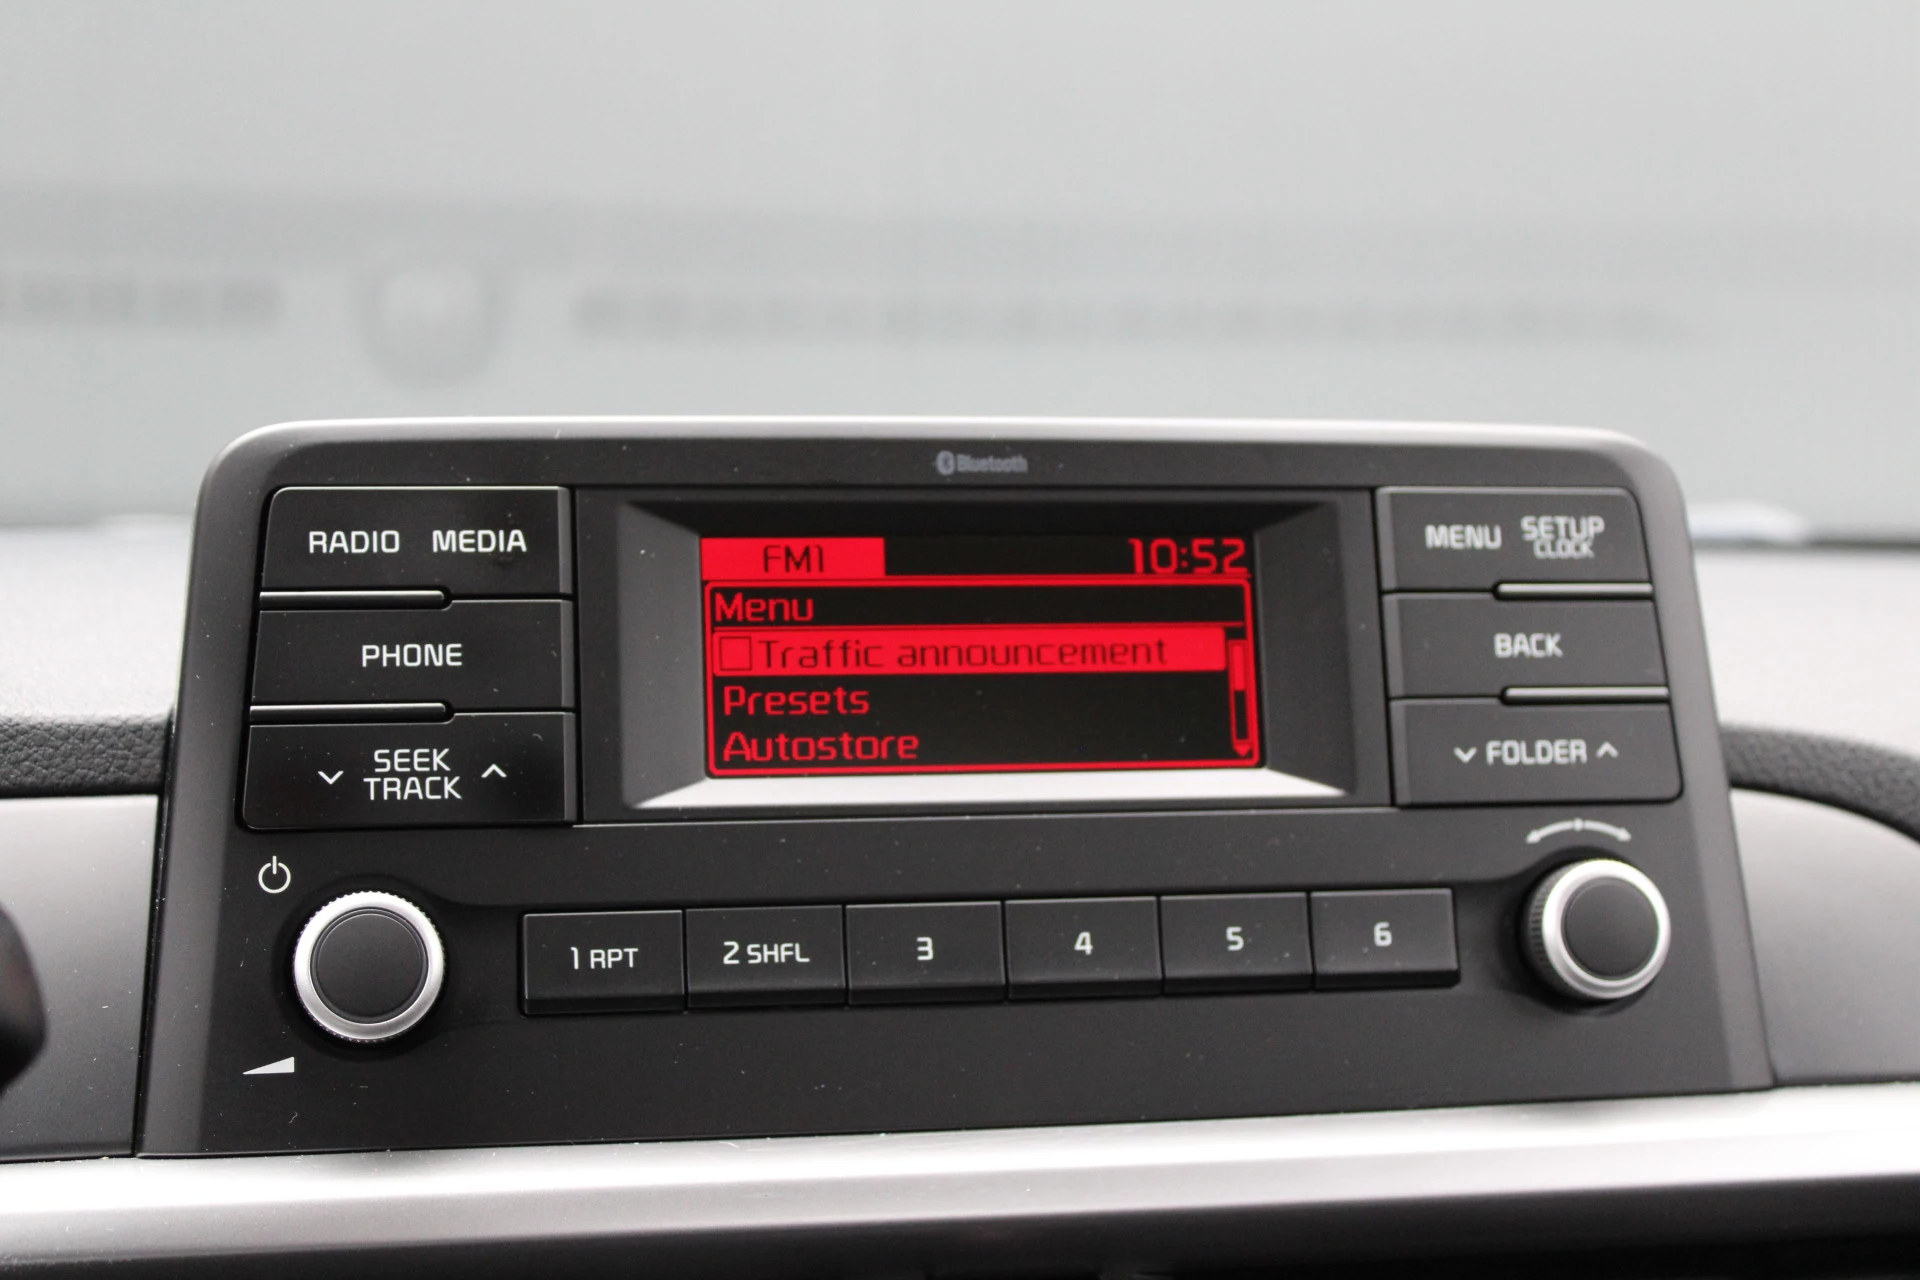 Bluetooth
RADIO MEDIA
PHONE
SEEK
TRACK
FM1 10:52
Menu
Traffic announcement
Presets
Autostore
MENU SETUP
CLOCK
BACK
FOLDER
1 RPT 2 SHFL 3 4 5 6